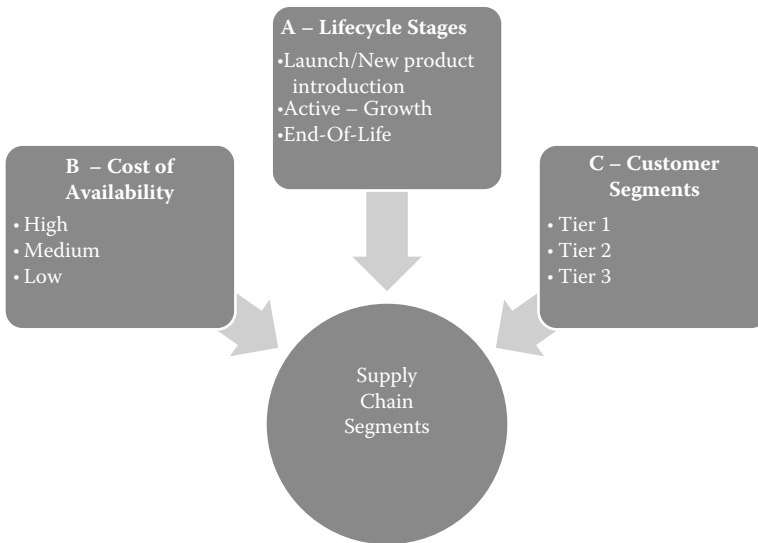 A – Lifecycle Stages
•Launch/New product
introduction
•Active – Growth
•End-Of-Life
B – Cost of
Availability
• High
• Medium
• Low
C – Customer
Segments
• Tier 1
• Tier 2
• Tier 3
Supply
Chain
Segments